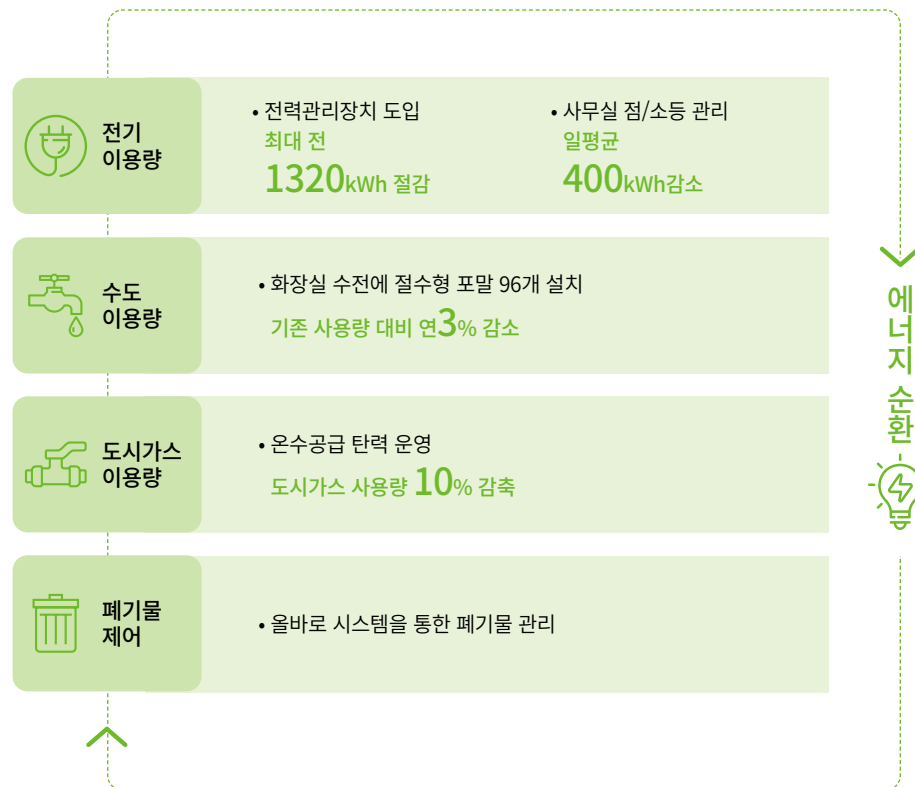 전기
이용량
• 전력관리장치 도입
최대 전
1320kWh 절감
• 사무실 점/소등 관리
일평균
400kWh감소
수도
이용량
• 화장실 수전에 절수형 포말 96개 설치
기존 사용량 대비 연3% 감소
도시가스
이용량
• 온수공급 탄력 운영
도시가스 사용량 10% 감축
폐기물
제어
• 올바로 시스템을 통한 폐기물 관리
에너지 순환